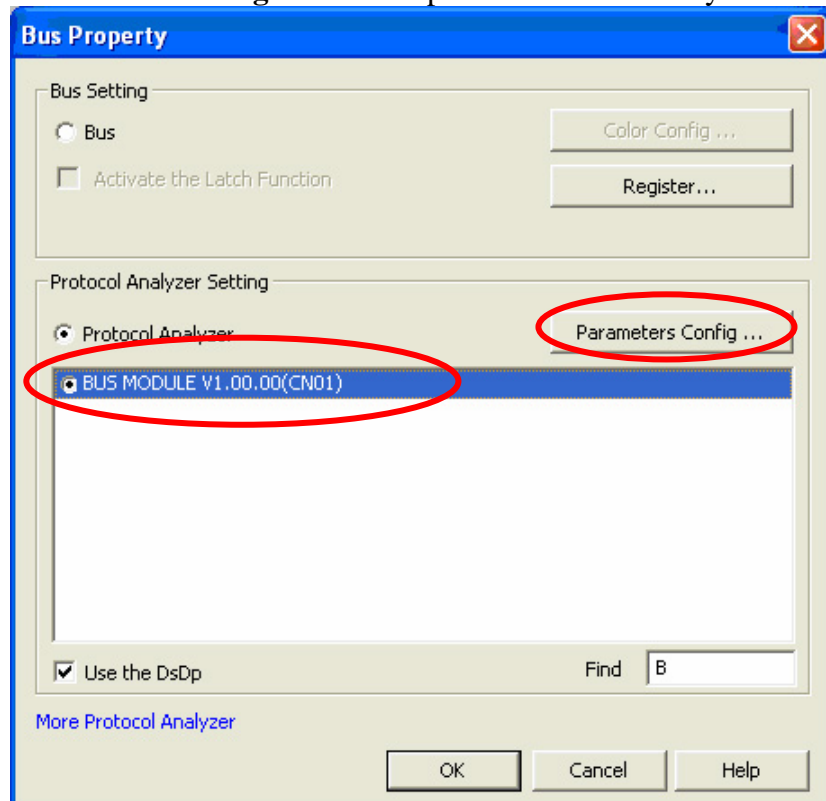 Bus Property
Bus Setting
Bus
Color Config ...
Activate the Latch Function
Register...
Protocol Analyzer Setting
Protocol Analyzer
Parameters Config ...
BUS MODULE V1.00.00(CN01)
Use the DsDp
Find B
More Protocol Analyzer
OK Cancel Help